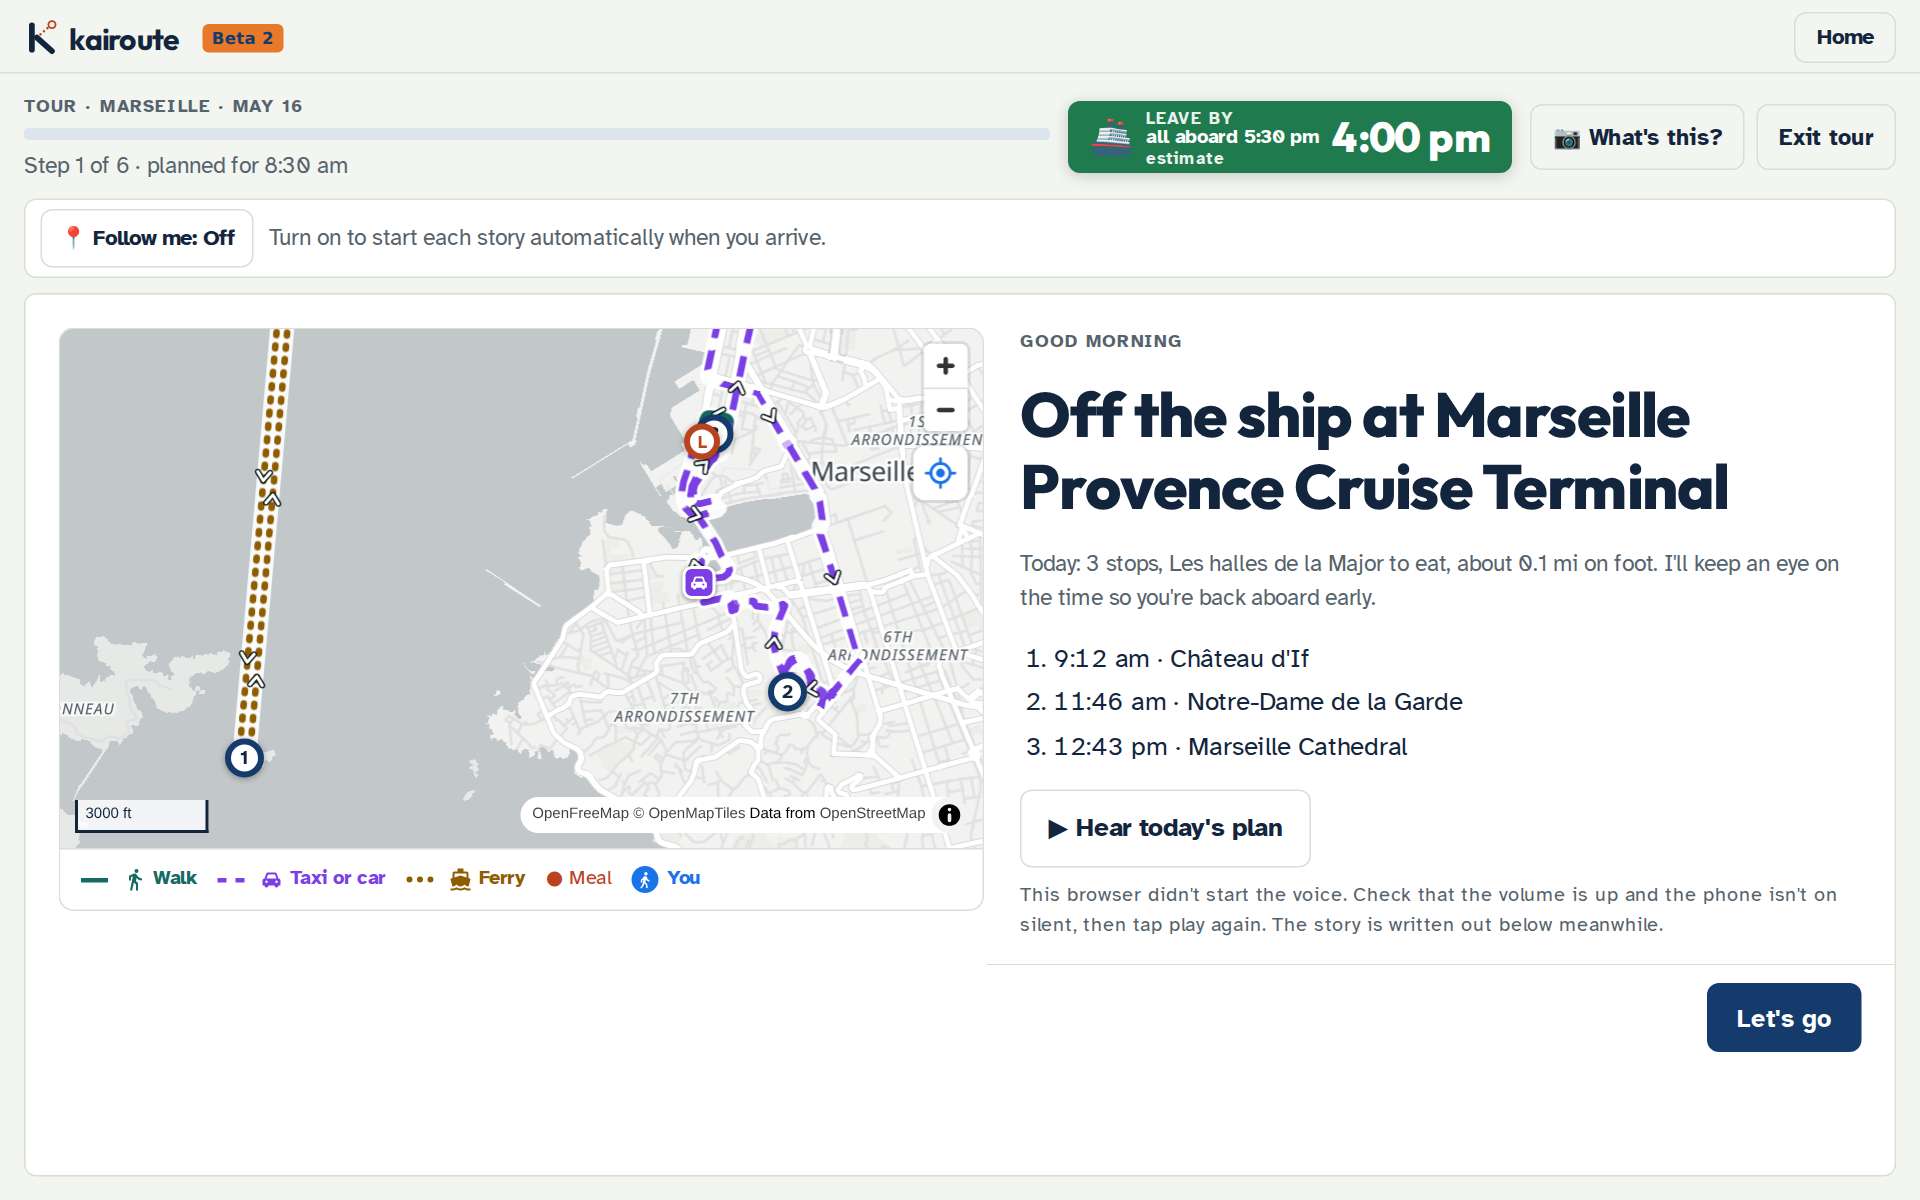 kairoute
Beta 2
Home
TOUR · MARSEILLE · MAY 16
Step 1 of 6 · planned for 8:30 am
LEAVE BY
all aboard 5:30 pm
estimate
4:00 pm
What's this?
Exit tour
Follow me: Off
Turn on to start each story automatically when you arrive.
Marseille
ARRONDISSEMEN
6TH
ARRONDISSEMENT
7TH
ARRONDISSEMENT
NNEAU
L
1
2
3000 ft
OpenFreeMap © OpenMapTiles Data from OpenStreetMap
Walk
Taxi or car
Ferry
Meal
You
GOOD MORNING
Off the ship at Marseille
Provence Cruise Terminal
Today: 3 stops, Les halles de la Major to eat, about 0.1 mi on foot. I'll keep an eye on
the time so you're back aboard early.
1. 9:12 am · Château d'If
2. 11:46 am · Notre-Dame de la Garde
3. 12:43 pm · Marseille Cathedral
Hear today's plan
This browser didn't start the voice. Check that the volume is up and the phone isn't on
silent, then tap play again. The story is written out below meanwhile.
Let's go